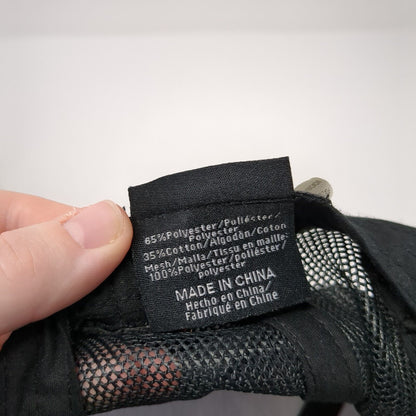 65%Polyester/Poliéster/
Polyester
35%Cotton/Algodón/Coton
Mesh/Malla/Tissu en maille:
100%Polyester/poliéster/
polyester
MADE IN CHINA
Hecho en China/
Fabriqué en Chine